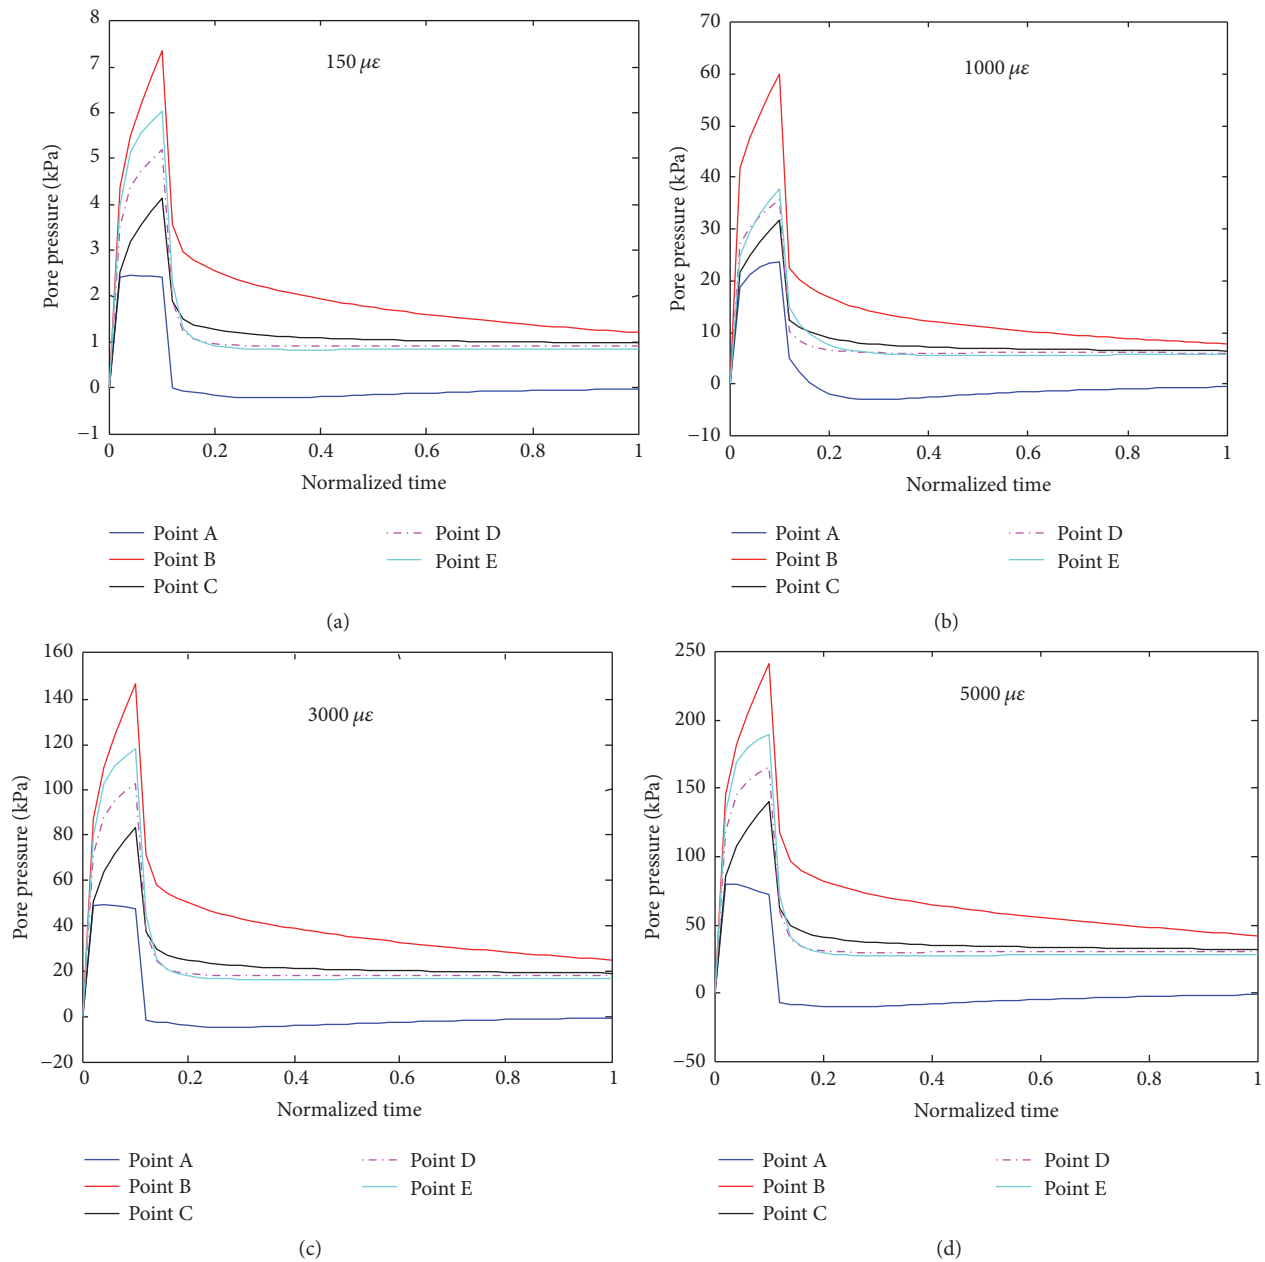 8
7
6
5
4
3
2
1
0
−1
Pore pressure (kPa)
150 με
0 0.2 0.4 0.6 0.8 1
Normalized time
Point A
Point B
Point C
Point D
Point E
(a)
70
60
50
40
30
20
10
0
−10
Pore pressure (kPa)
1000 με
0 0.2 0.4 0.6 0.8 1
Normalized time
Point A
Point B
Point C
Point D
Point E
(b)
160
140
120
100
80
60
40
20
0
−20
Pore pressure (kPa)
3000 με
0 0.2 0.4 0.6 0.8 1
Normalized time
Point A
Point B
Point C
Point D
Point E
(c)
250
200
150
100
50
0
−50
Pore pressure (kPa)
5000 με
0 0.2 0.4 0.6 0.8 1
Normalized time
Point A
Point B
Point C
Point D
Point E
(d)